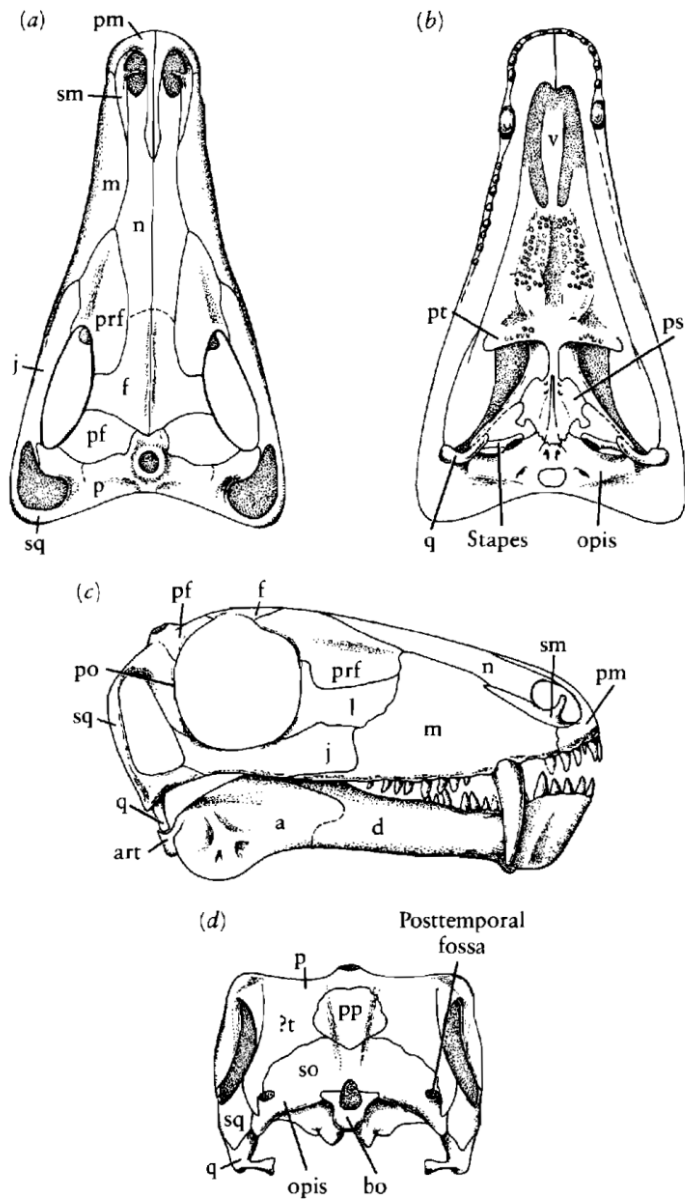 (a)
pm
sm
m
n
prf
j
f
pf
p
sq
(b)
v
pt
ps
q
Stapes
opis
(c)
f
pf
po
prf
n
sm
pm
l
sq
m
j
q
a
d
art
(d)
Posttemporal
fossa
p
pp
?t
so
sq
q
opis
bo